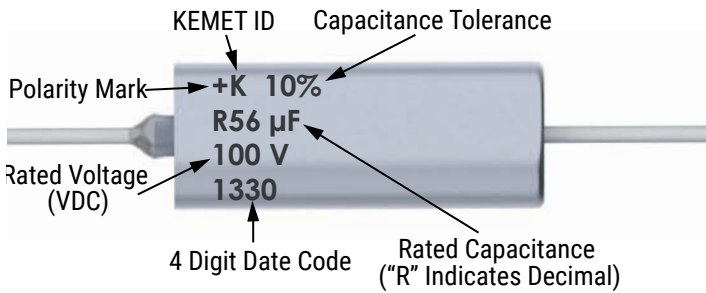 KEMET ID
Capacitance Tolerance
Polarity Mark
+K 10%
R56 µF
100 V
1330
Rated Voltage
(VDC)
4 Digit Date Code
Rated Capacitance
("R" Indicates Decimal)